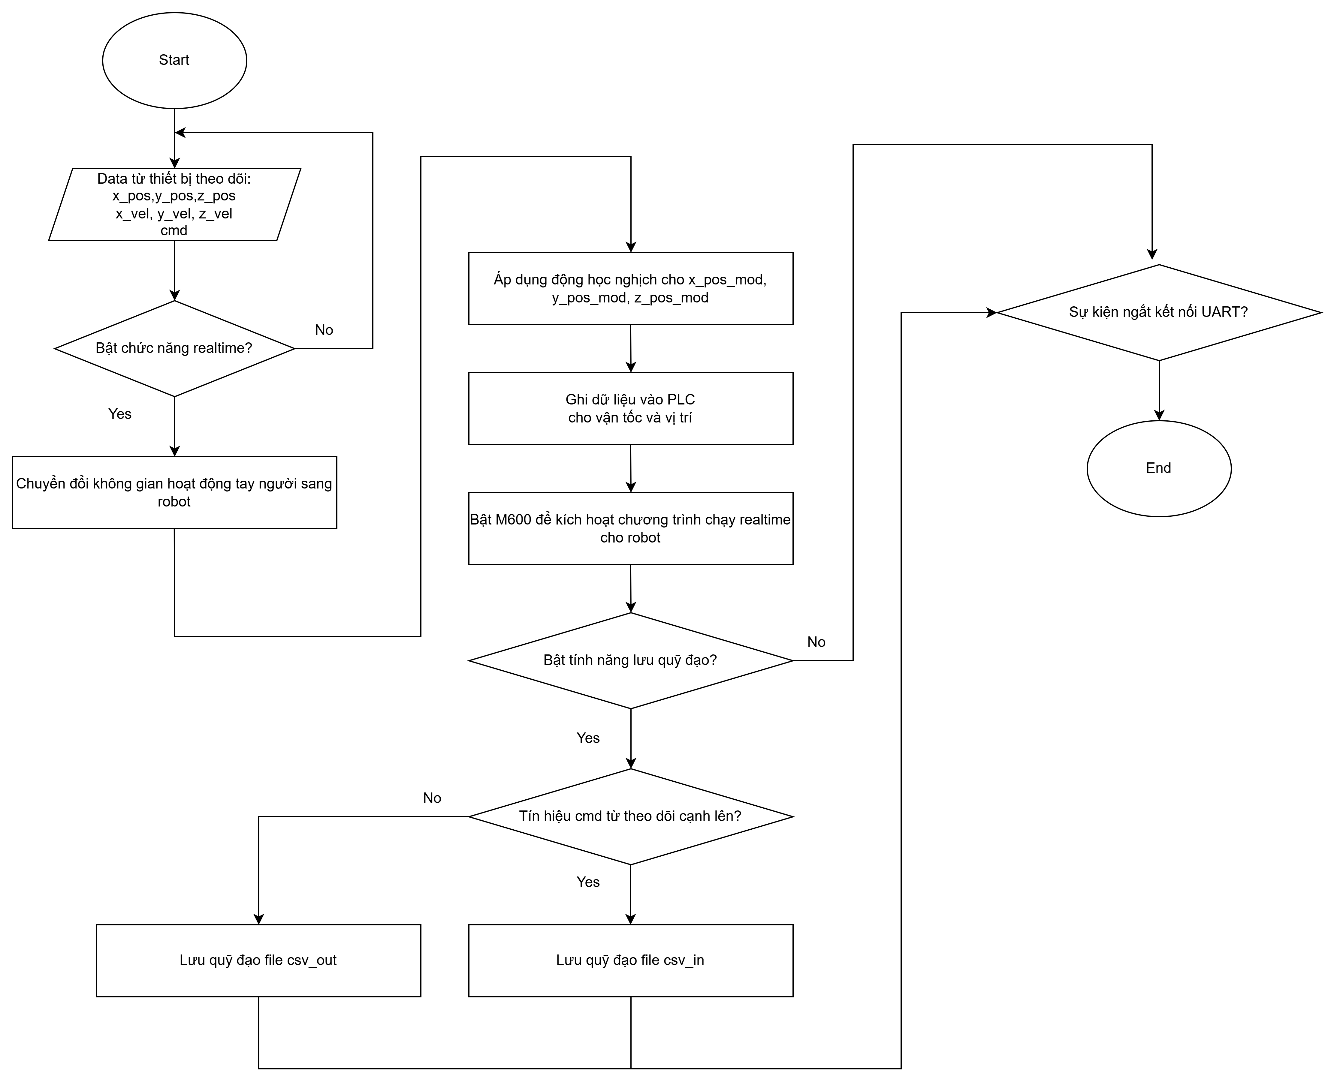 Start
Data từ thiết bị theo dõi:
x_pos,y_pos,z_pos
x_vel, y_vel, z_vel
cmd
No
Bật chức năng realtime?
Yes
Chuyển đổi không gian hoạt động tay người sang
robot
Áp dụng động học nghịch cho x_pos_mod,
y_pos_mod, z_pos_mod
Ghi dữ liệu vào PLC
cho vận tốc và vị trí
Bật M600 để kích hoạt chương trình chạy realtime
cho robot
Bật tính năng lưu quỹ đạo?
No
Yes
Tín hiệu cmd từ theo dõi cạnh lên?
No
Yes
Lưu quỹ đạo file csv_out
Lưu quỹ đạo file csv_in
Sự kiện ngắt kết nối UART?
End